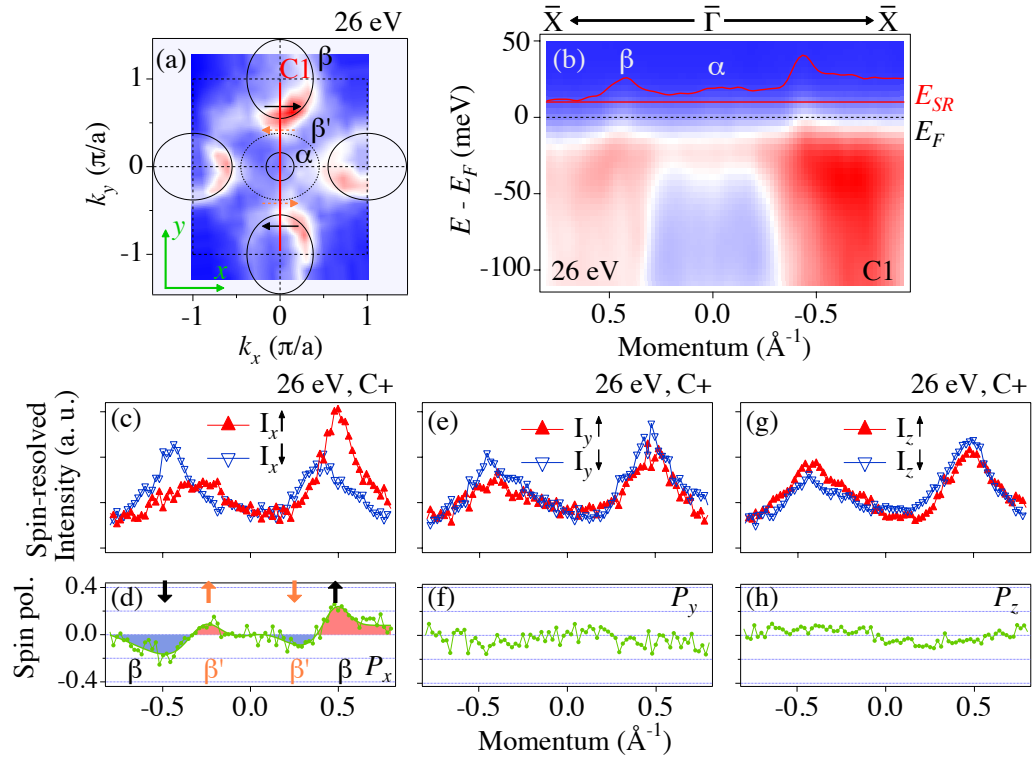 26 eV
(a)
β
C1
β'
α
1
0
-1
k_y (π/a)
y
x
-1
0
1
k_x (π/a)
X̄
Γ̄
X̄
(b)
β
α
E_SR
E_F
50
0
-50
-100
E - E_F (meV)
26 eV
C1
0.5
0.0
-0.5
Momentum (Å⁻¹)
26 eV, C+
(c)
I_x↑
I_x↓
Spin-resolved
Intensity (a. u.)
26 eV, C+
(e)
I_y↑
I_y↓
26 eV, C+
(g)
I_z↑
I_z↓
(d)
0.4
0.0
-0.4
Spin pol.
β
β'
β'
β
P_x
(f)
P_y
(h)
P_z
-0.5
0.0
0.5
-0.5
0.0
0.5
-0.5
0.0
0.5
Momentum (Å⁻¹)